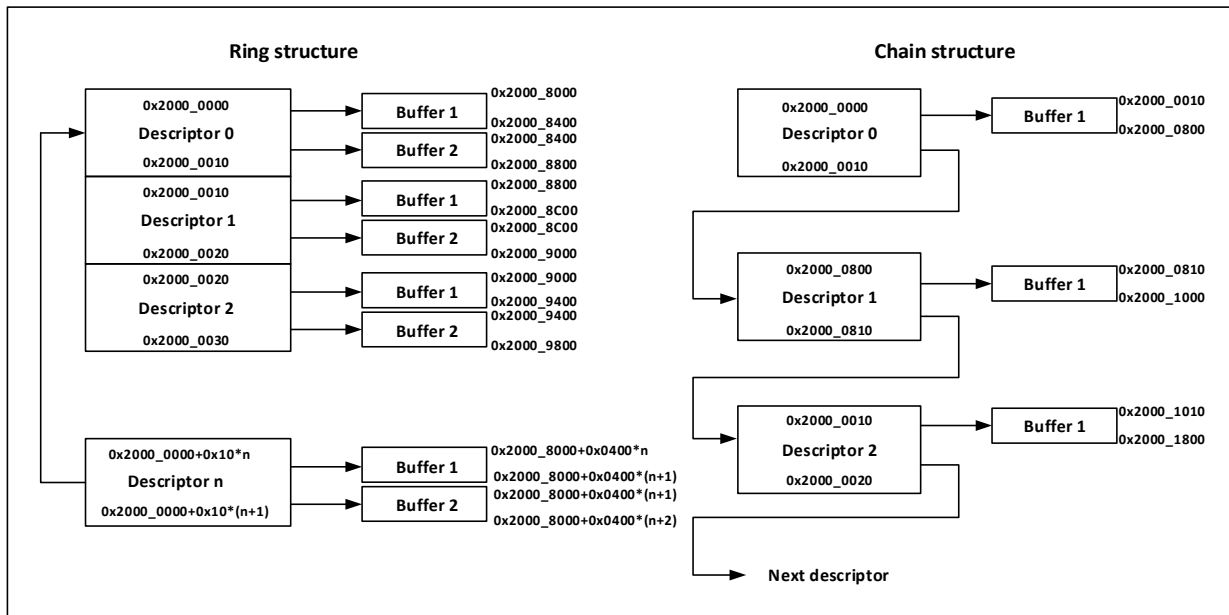 Ring structure
0x2000_0000
Descriptor 0
0x2000_0010
Buffer 1
0x2000_8000
0x2000_8400
Buffer 2
0x2000_8400
0x2000_8800
0x2000_0010
Descriptor 1
0x2000_0020
Buffer 1
0x2000_8800
0x2000_8C00
Buffer 2
0x2000_8C00
0x2000_9000
0x2000_0020
Descriptor 2
0x2000_0030
Buffer 1
0x2000_9000
0x2000_9400
Buffer 2
0x2000_9400
0x2000_9800
0x2000_0000+0x10*n
Descriptor n
0x2000_0000+0x10*(n+1)
Buffer 1
0x2000_8000+0x0400*n
0x2000_8000+0x0400*(n+1)
Buffer 2
0x2000_8000+0x0400*(n+1)
0x2000_8000+0x0400*(n+2)
Chain structure
0x2000_0000
Descriptor 0
0x2000_0010
Buffer 1
0x2000_0010
0x2000_0800
0x2000_0800
Descriptor 1
0x2000_0810
Buffer 1
0x2000_0810
0x2000_1000
0x2000_0010
Descriptor 2
0x2000_0020
Buffer 1
0x2000_1010
0x2000_1800
Next descriptor